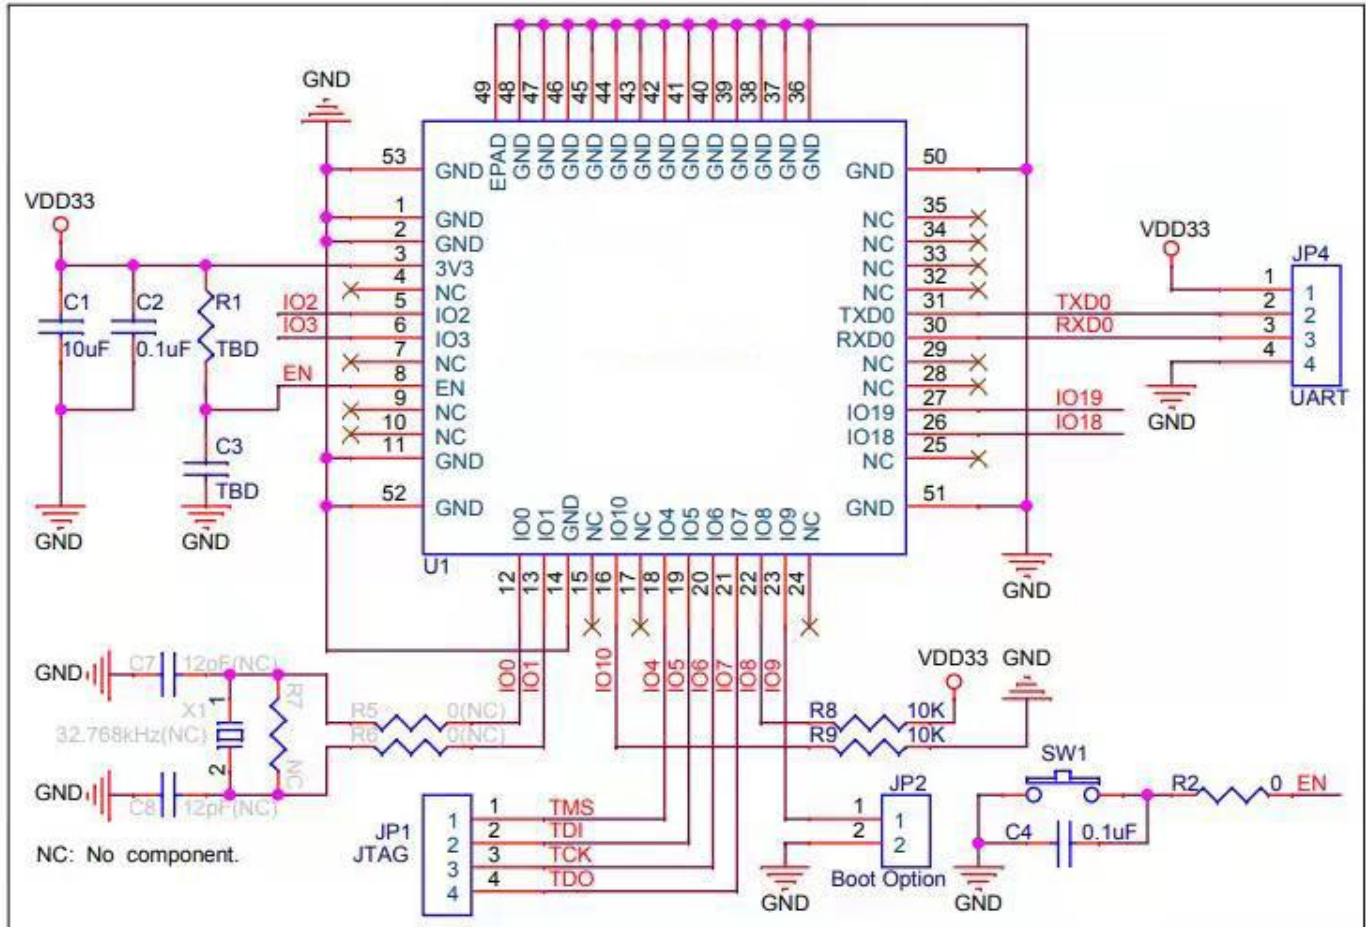 GND
49
48
47
46
45
44
43
42
41
40
39
38
37
36
EPAD
GND
GND
GND
GND
GND
GND
GND
GND
GND
GND
GND
GND
GND
53 GND
GND 50
VDD33
1 GND
2 GND
3 3V3
4 NC
IO2 5 IO2
IO3 6 IO3
7 NC
EN 8 EN
9 NC
10 NC
11 GND
52 GND
NC 35
NC 34
NC 33
NC 32
TXD0 31 TXD0
RXD0 30 RXD0
NC 29
NC 28
IO19 27 IO19
IO18 26 IO18
NC 25
GND 51
C1
10uF
C2
0.1uF
R1
TBD
C3
TBD
GND
GND
VDD33
JP4
1 1
2 2
3 3
4 4
UART
GND
GND
U1
IO0
IO1
GND
NC
IO10
NC
IO4
IO5
IO6
IO7
IO8
IO9
NC
12
13
14
15
16
17
18
19
20
21
22
23
24
IO0
IO1
IO10
IO4
IO5
IO6
IO7
IO8
IO9
GND C7 12pF(NC)
X1
1
32.768kHz(NC)
2
R7
NC
GND C8 12pF(NC)
R5 0(NC)
R6 0(NC)
NC: No component.
JP1
JTAG
1 1 TMS
2 2 TDI
3 3 TCK
4 4 TDO
VDD33 GND
R8 10K
R9 10K
JP2
1 1
2 2
Boot Option
GND
SW1
R2 0 EN
C4 0.1uF
GND